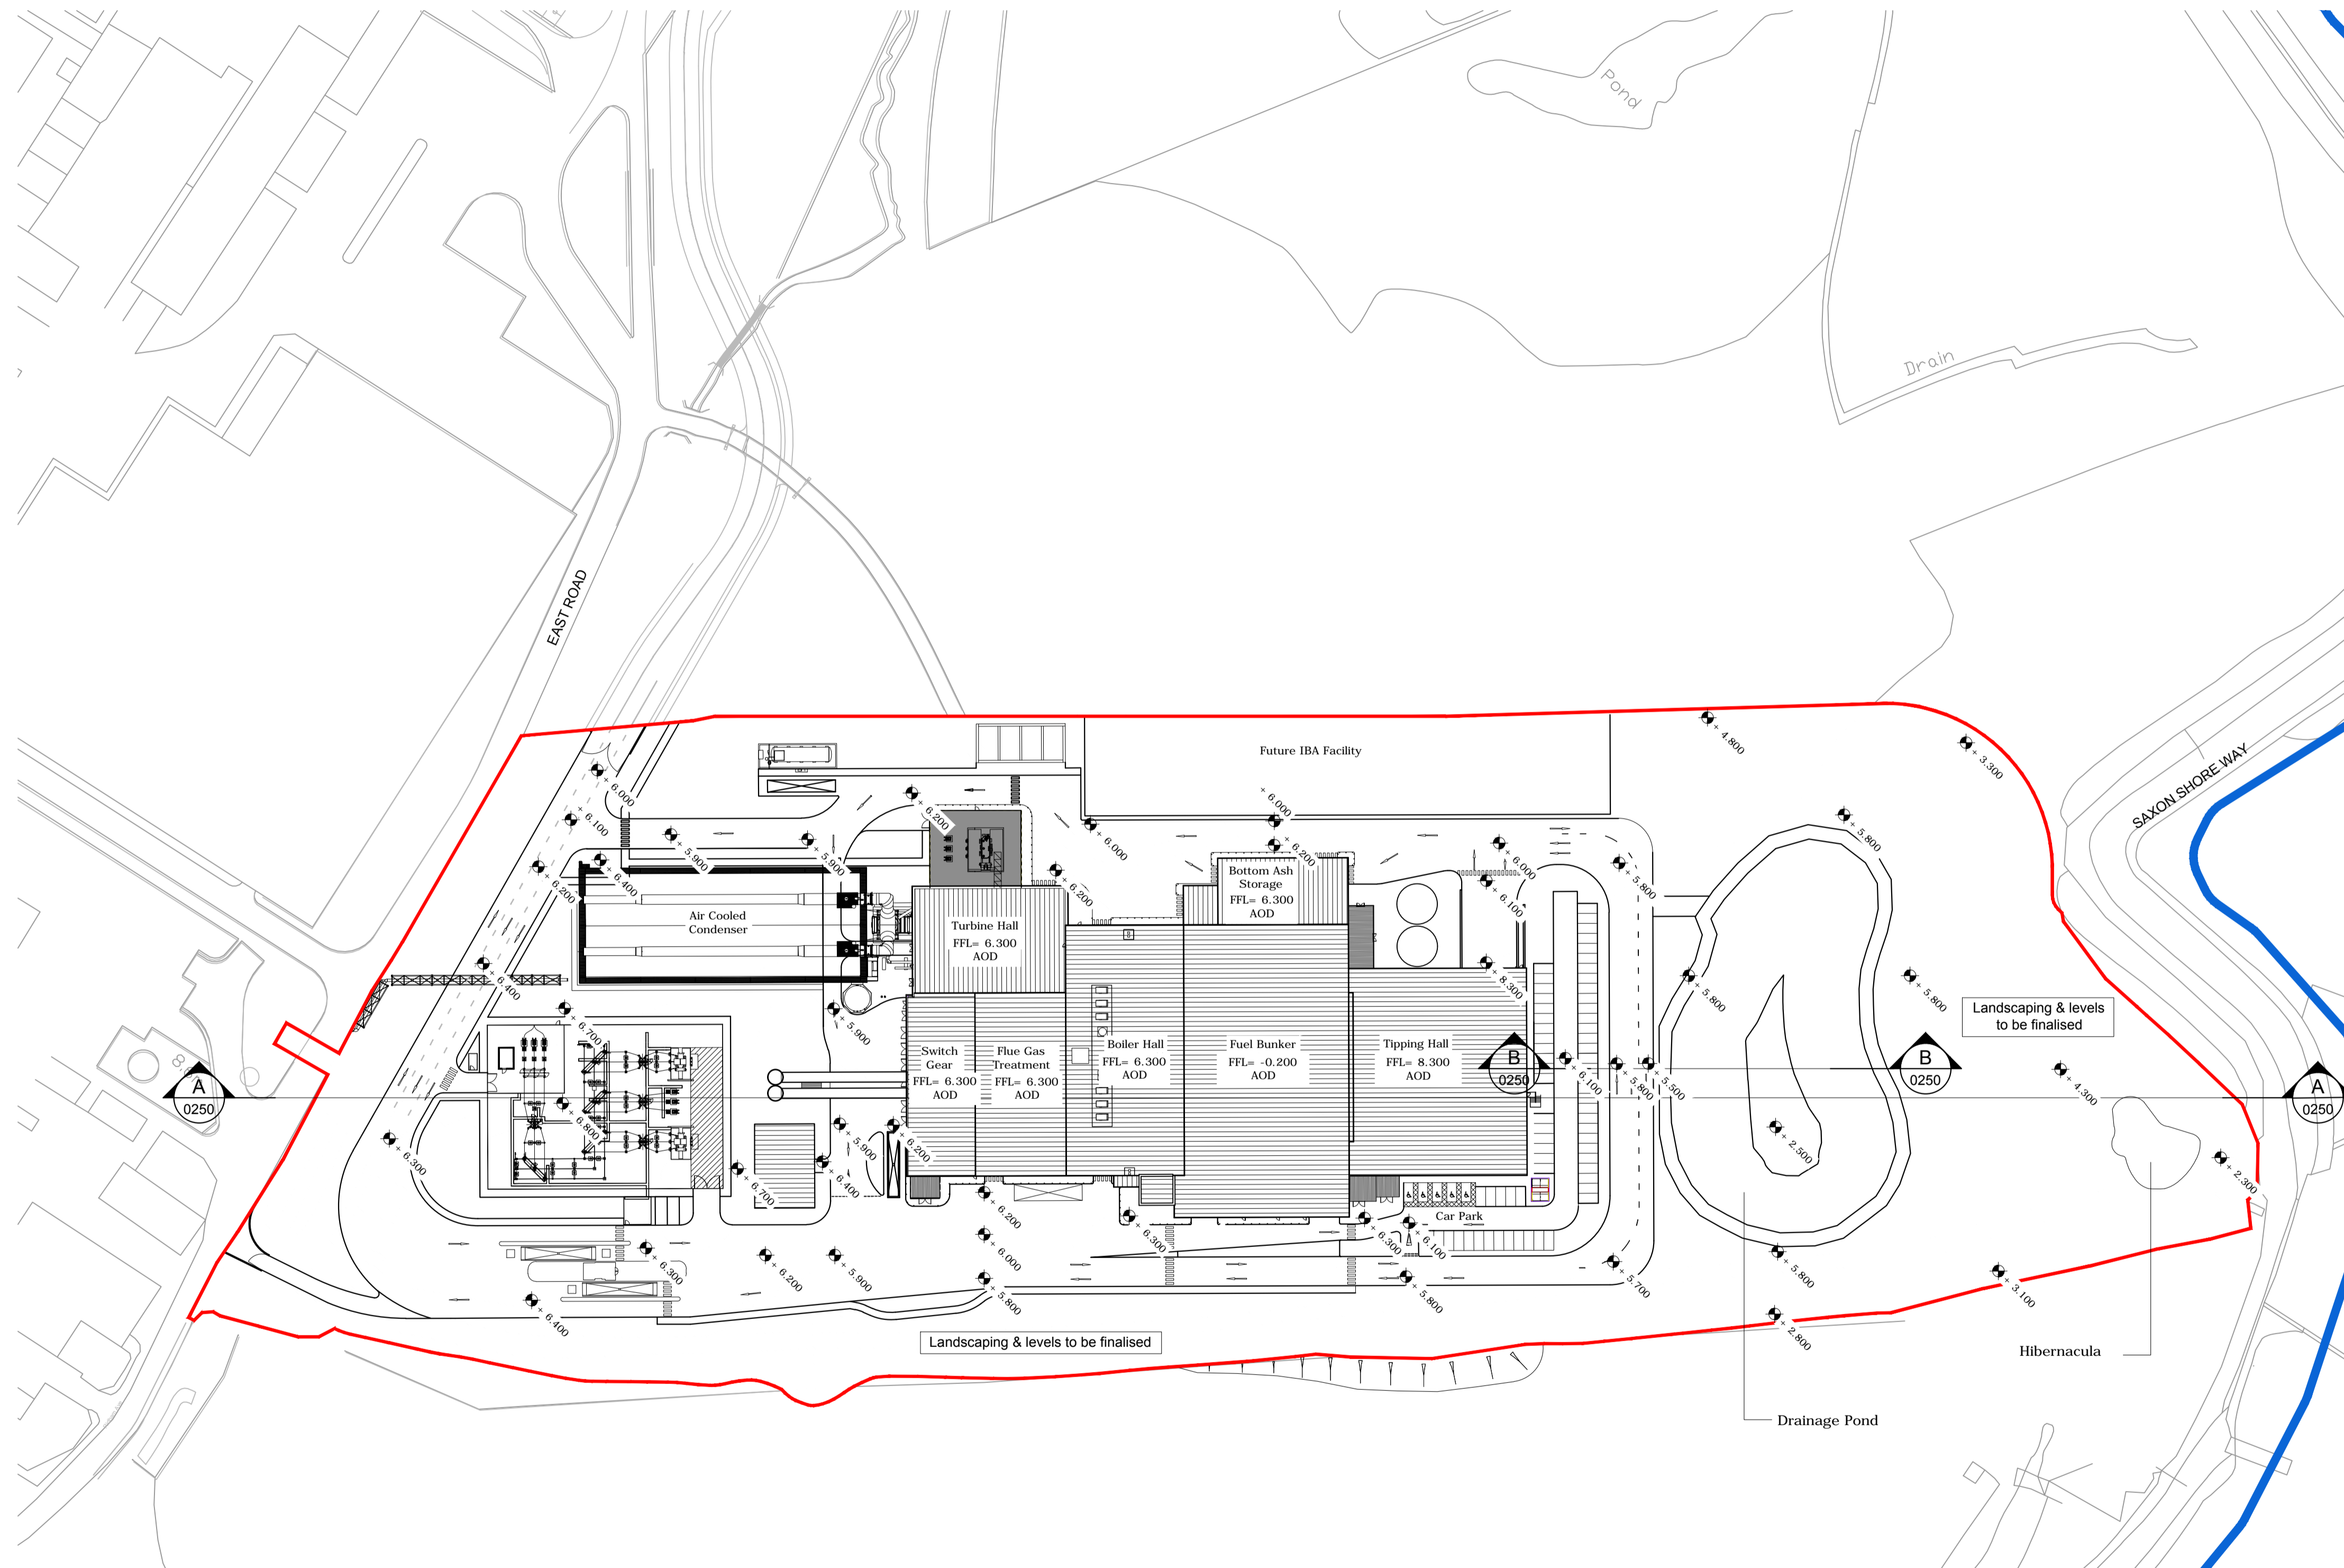 Pond
Drain
EAST ROAD
SAXON SHORE WAY
Future IBA Facility
+ 4.800
+ 3.300
+ 6.000
+ 6.100
+ 6.200
+ 6.000
+ 5.900
+ 5.900
+ 6.000
+ 6.200
+ 6.000
+ 5.800
+ 6.200
+ 6.400
+ 6.200
+ 6.100
+ 5.800
Air Cooled
Condenser
Turbine Hall
FFL= 6.300
AOD
Bottom Ash
Storage
FFL= 6.300
AOD
+ 6.400
+ 8.300
+ 5.800
+ 5.800
+ 6.700
+ 5.900
Landscaping & levels
to be finalised
Switch
Gear
FFL= 6.300
AOD
Flue Gas
Treatment
FFL= 6.300
AOD
Boiler Hall
FFL= 6.300
AOD
Fuel Bunker
FFL= -0.200
AOD
Tipping Hall
FFL= 8.300
AOD
B
0250
+ 6.100
+ 5.800
+ 5.500
B
0250
+ 4.300
A
0250
A
0250
+ 6.800
+ 6.300
+ 5.900
+ 6.200
+ 2.500
+ 2.300
+ 6.700
+ 6.400
+ 6.200
+ 6.300
+ 6.300
+ 6.100
Car Park
+ 6.300
+ 6.200
+ 5.900
+ 6.000
+ 5.800
+ 5.700
+ 5.800
+ 3.100
+ 6.400
+ 5.800
+ 2.800
Landscaping & levels to be finalised
Hibernacula
Drainage Pond